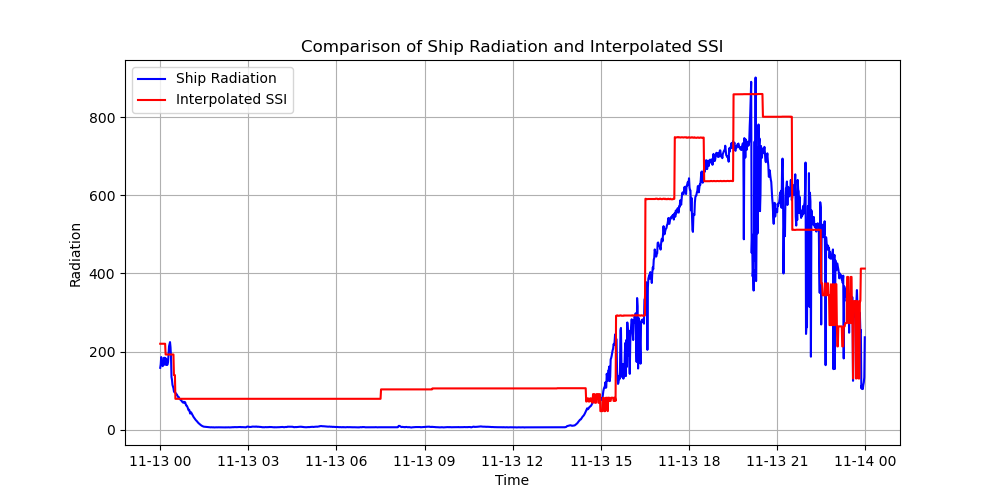 Comparison of Ship Radiation and Interpolated SSI
Ship Radiation
Interpolated SSI
Radiation
800
600
400
200
0
11-13 00 11-13 03 11-13 06 11-13 09 11-13 12 11-13 15 11-13 18 11-13 21 11-14 00
Time